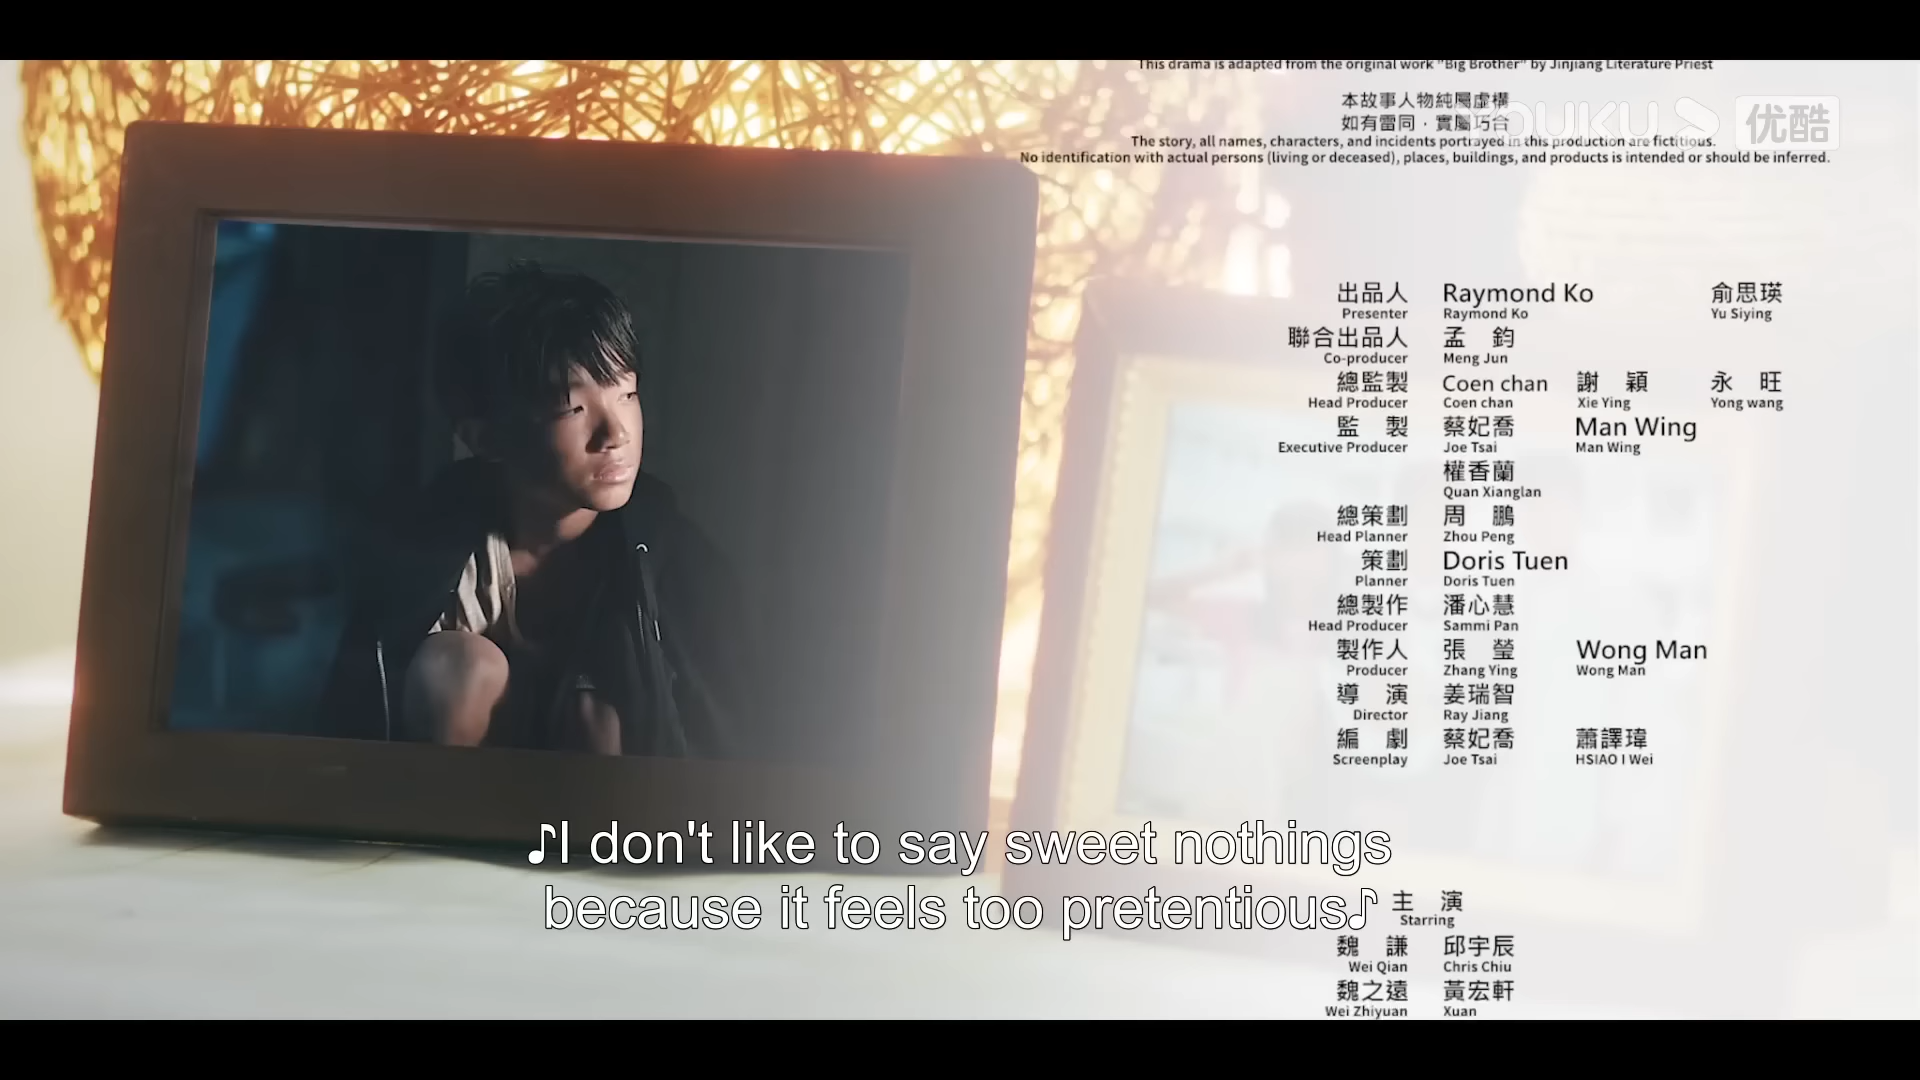 This drama is adapted from the original work "Big Brother" by Jinjiang Literature Priest
本故事人物純屬虛構
如有雷同，實屬巧合
YOUKU 优酷
The story, all names, characters, and incidents portrayed in this production are fictitious.
No identification with actual persons (living or deceased), places, buildings, and products is intended or should be inferred.
出品人 Raymond Ko 俞思瑛
Presenter Raymond Ko Yu Siying
聯合出品人 孟 鈞
Co-producer Meng Jun
總監製 Coen chan 謝 穎 永 旺
Head Producer Coen chan Xie Ying Yong wang
監 製 蔡妃喬 Man Wing
Executive Producer Joe Tsai Man Wing
權香蘭
Quan Xianglan
總策劃 周 鵬
Head Planner Zhou Peng
策劃 Doris Tuen
Planner Doris Tuen
總製作 潘心慧
Head Producer Sammi Pan
製作人 張 瑩 Wong Man
Producer Zhang Ying Wong Man
導 演 姜瑞智
Director Ray Jiang
編 劇 蔡妃喬 蕭譯瑋
Screenplay Joe Tsai HSIAO I Wei
♪I don't like to say sweet nothings
because it feels too pretentious♪
主 演
Starring
魏 謙 邱宇辰
Wei Qian Chris Chiu
魏之遠 黃宏軒
Wei Zhiyuan Xuan